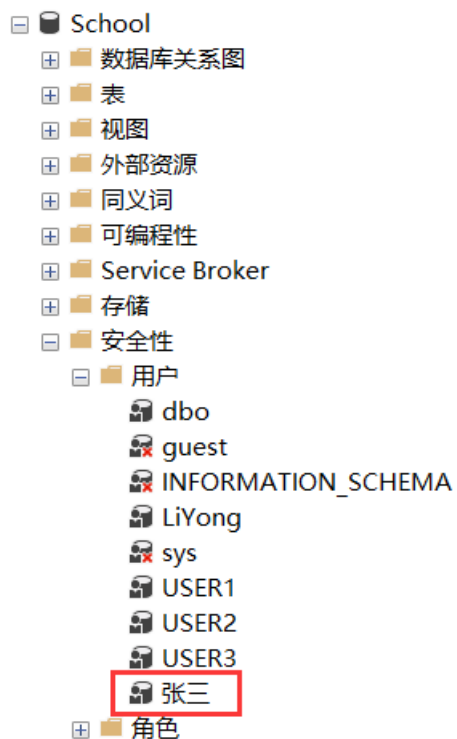 School
数据库关系图
表
视图
外部资源
同义词
可编程性
Service Broker
存储
安全性
用户
dbo
guest
INFORMATION_SCHEMA
LiYong
sys
USER1
USER2
USER3
张三
角色